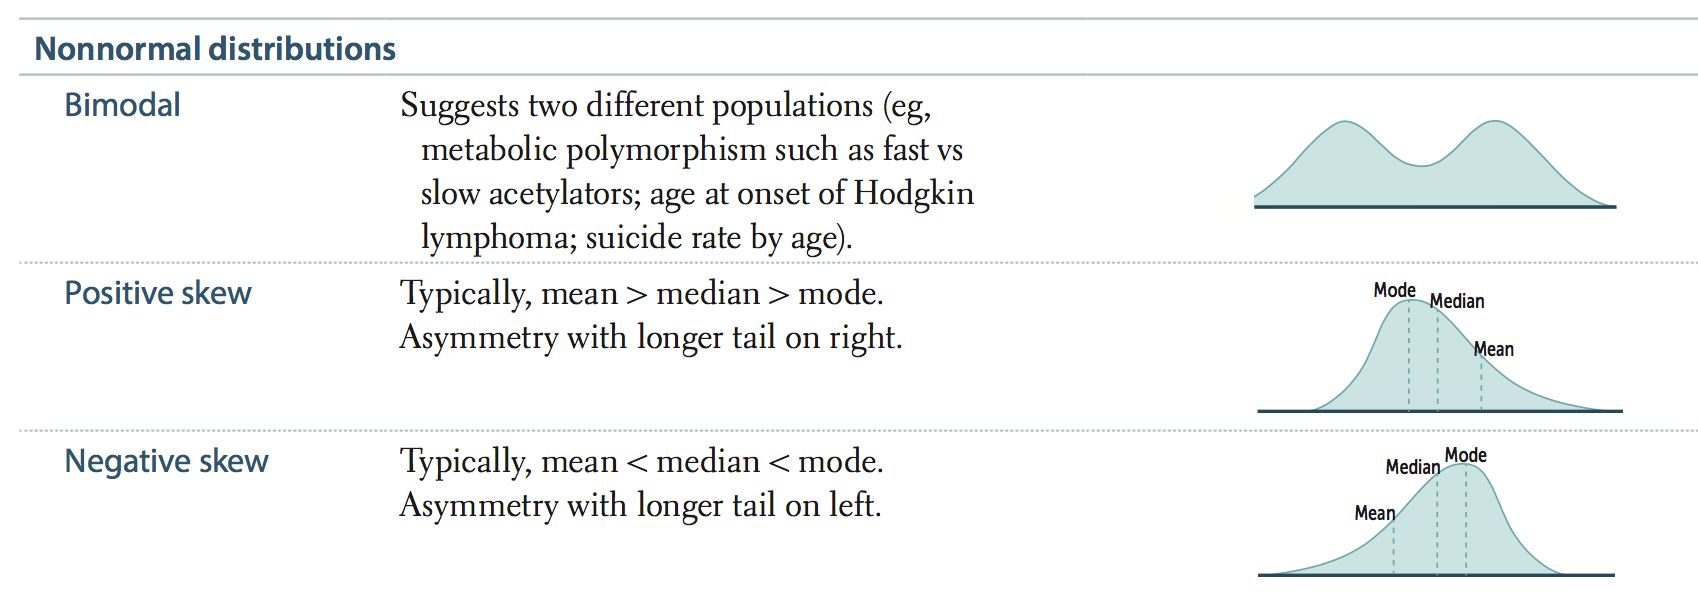 Nonnormal distributions
Bimodal
Suggests two different populations (eg,
metabolic polymorphism such as fast vs
slow acetylators; age at onset of Hodgkin
lymphoma; suicide rate by age).
Positive skew
Typically, mean > median > mode.
Asymmetry with longer tail on right.
Mode
Median
Mean
Negative skew
Typically, mean < median < mode.
Asymmetry with longer tail on left.
Mode
Median
Mean